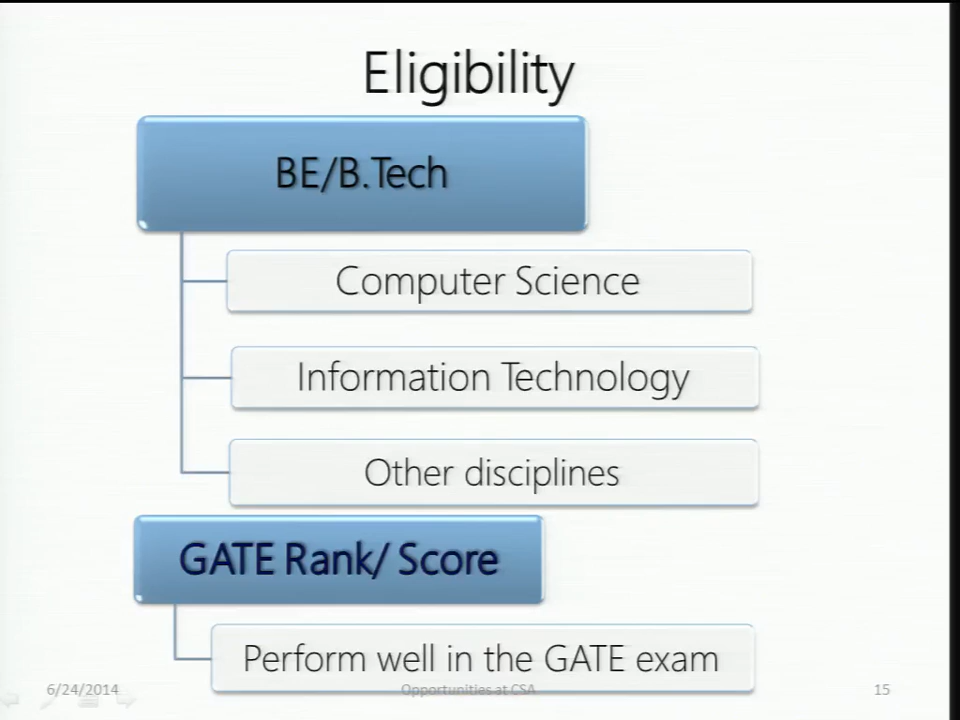 Eligibility
BE/B.Tech
Computer Science
Information Technology
Other disciplines
GATE Rank/ Score
Perform well in the GATE exam
6/24/2014
Opportunities at CSA
15